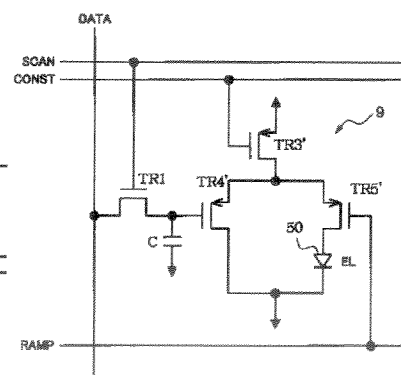 DATA
SCAN
CONST
9
TR3'
TR1
TR4'
TR5'
50
C
EL
RAMP